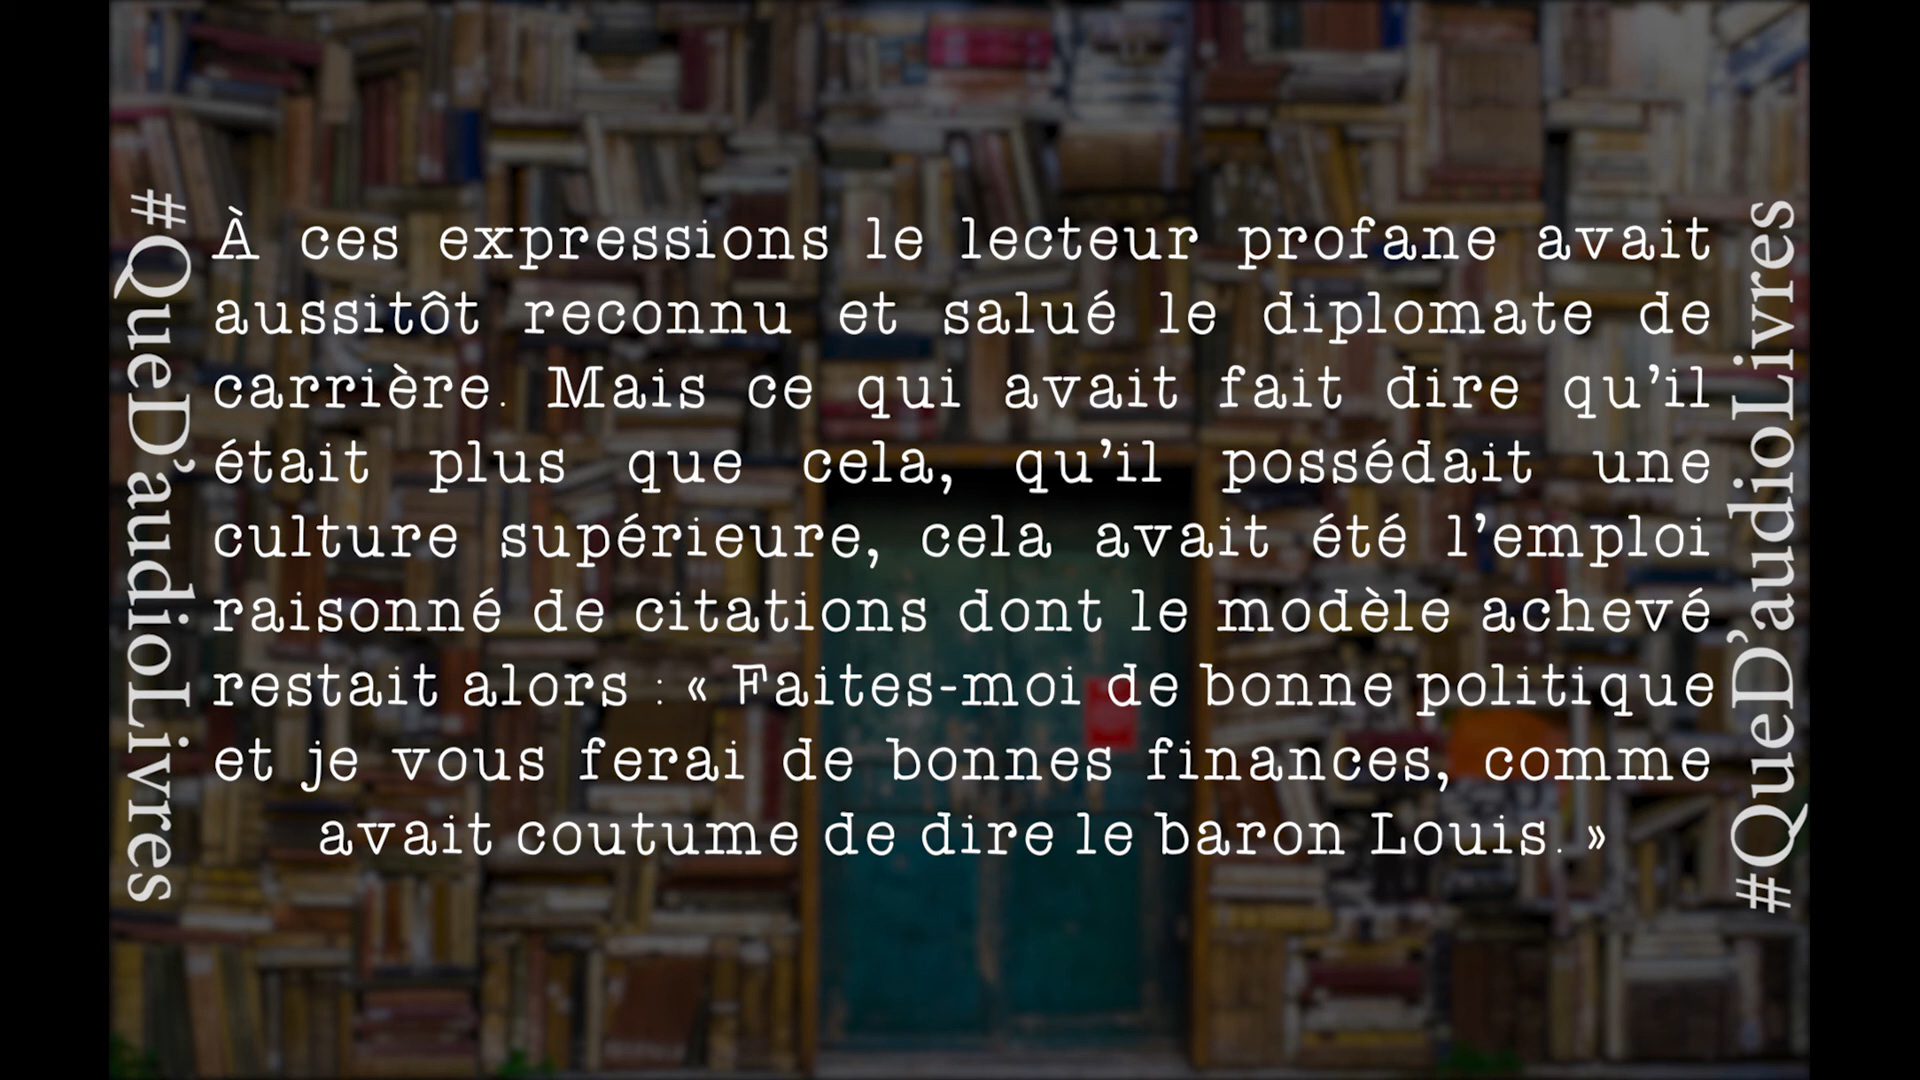 #QueD'audioLivres
À ces expressions le lecteur profane avait
aussitôt reconnu et salué le diplomate de
carrière. Mais ce qui avait fait dire qu’il
était plus que cela, qu’il possédait une
culture supérieure, cela avait été l’emploi
raisonné de citations dont le modèle achevé
restait alors : « Faites-moi de bonne politique
et je vous ferai de bonnes finances, comme
avait coutume de dire le baron Louis. »
#QueD'audioLivres